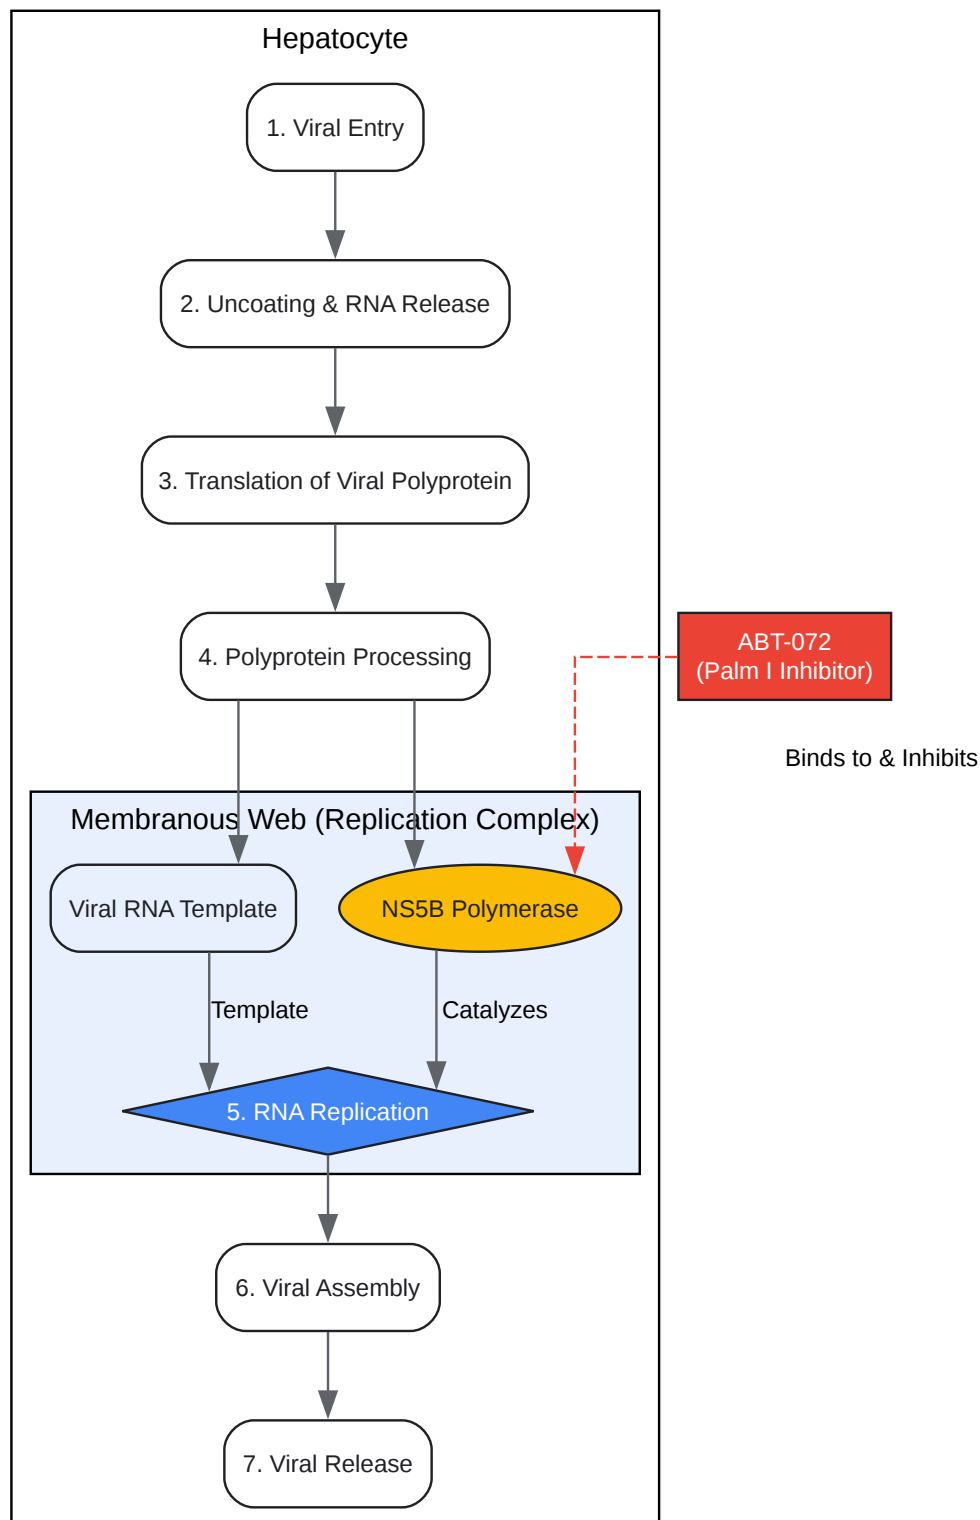 Hepatocyte
1. Viral Entry
2. Uncoating & RNA Release
3. Translation of Viral Polyprotein
4. Polyprotein Processing
ABT-072
(Palm I Inhibitor)
Binds to & Inhibits
Membranous Web (Replication Complex)
Viral RNA Template
NS5B Polymerase
Template
Catalyzes
5. RNA Replication
6. Viral Assembly
7. Viral Release